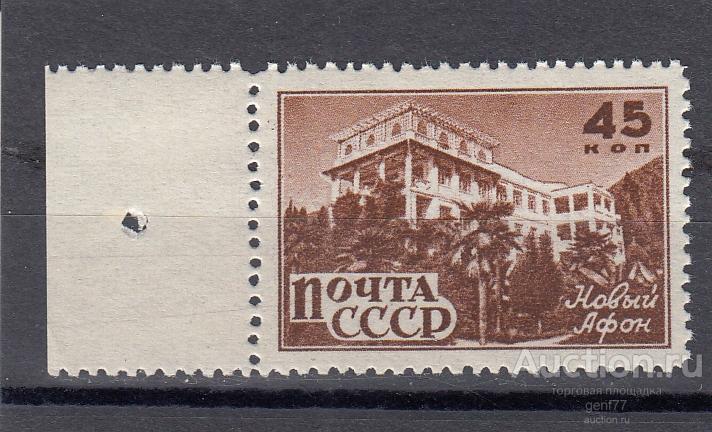 45
коп
Почта
СССР
Новый
Афон
Auction.ru
торговая площадка
genf77
auction.ru